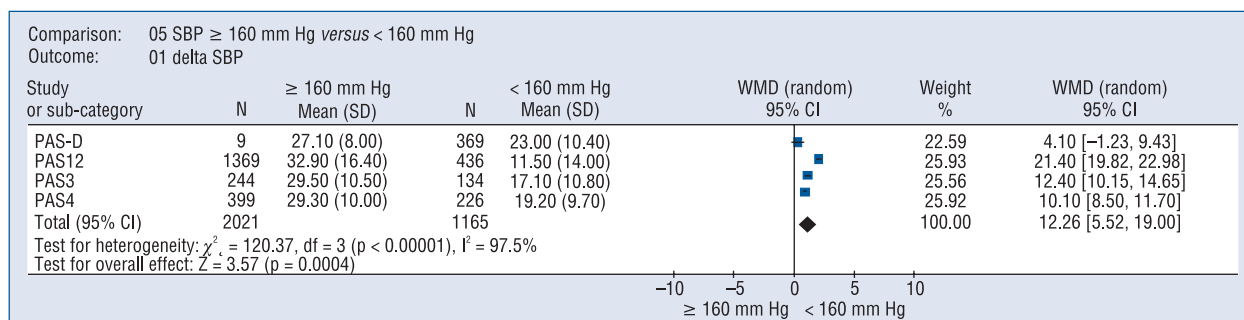 Comparison: 05 SBP ≥ 160 mm Hg versus < 160 mm Hg
Outcome: 01 delta SBP
Study ≥ 160 mm Hg < 160 mm Hg WMD (random) Weight WMD (random)
or sub-category N Mean (SD) N Mean (SD) 95% CI % 95% CI
PAS-D 9 27.10 (8.00) 369 23.00 (10.40) 22.59 4.10 [−1.23, 9.43]
PAS12 1369 32.90 (16.40) 436 11.50 (14.00) 25.93 21.40 [19.82, 22.98]
PAS3 244 29.50 (10.50) 134 17.10 (10.80) 25.56 12.40 [10.15, 14.65]
PAS4 399 29.30 (10.00) 226 19.20 (9.70) 25.92 10.10 [8.50, 11.70]
Total (95% CI) 2021 1165 100.00 12.26 [5.52, 19.00]
Test for heterogeneity: χ² = 120.37, df = 3 (p < 0.00001), I² = 97.5%
Test for overall effect: Z = 3.57 (p = 0.0004)
−10 −5 0 5 10
≥ 160 mm Hg < 160 mm Hg